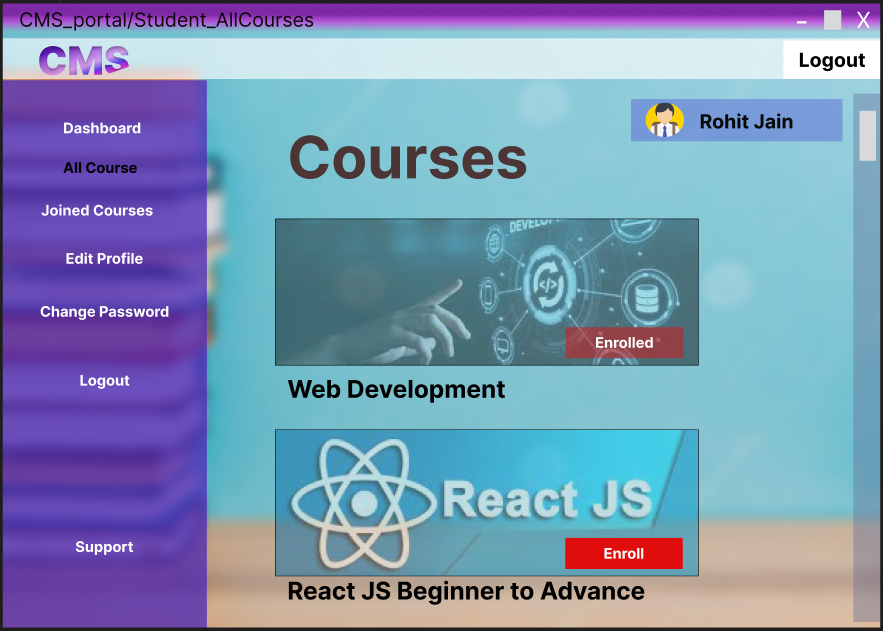 CMS_portal/Student_AllCourses
– X
CMS
Logout
Rohit Jain
Dashboard
All Course
Joined Courses
Edit Profile
Change Password
Logout
Support
Courses
DEVELOP
</>
Enrolled
Web Development
React JS
Enroll
React JS Beginner to Advance